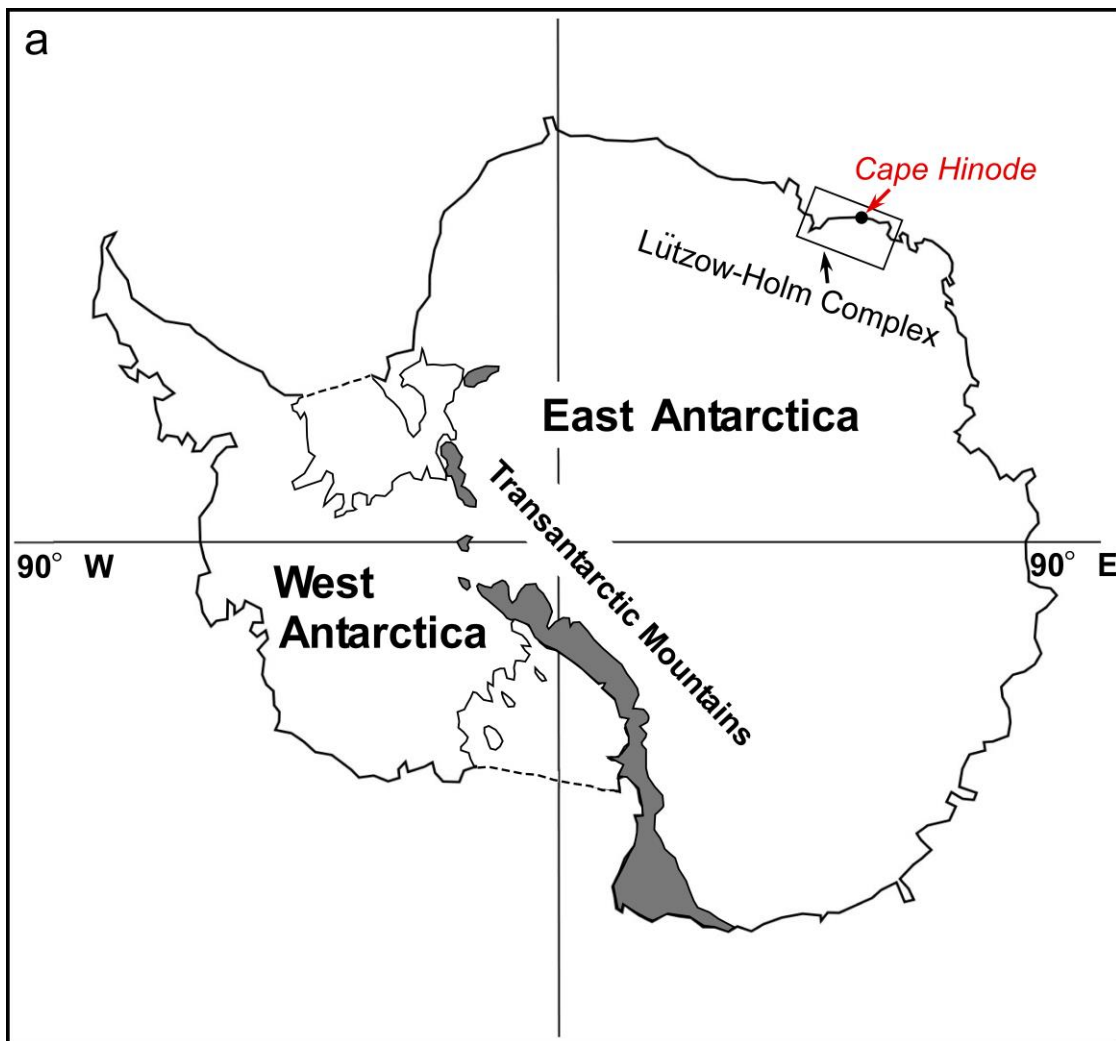 a
Cape Hinode
Lützow-Holm Complex
East Antarctica
Transantarctic Mountains
90° W
90° E
West
Antarctica